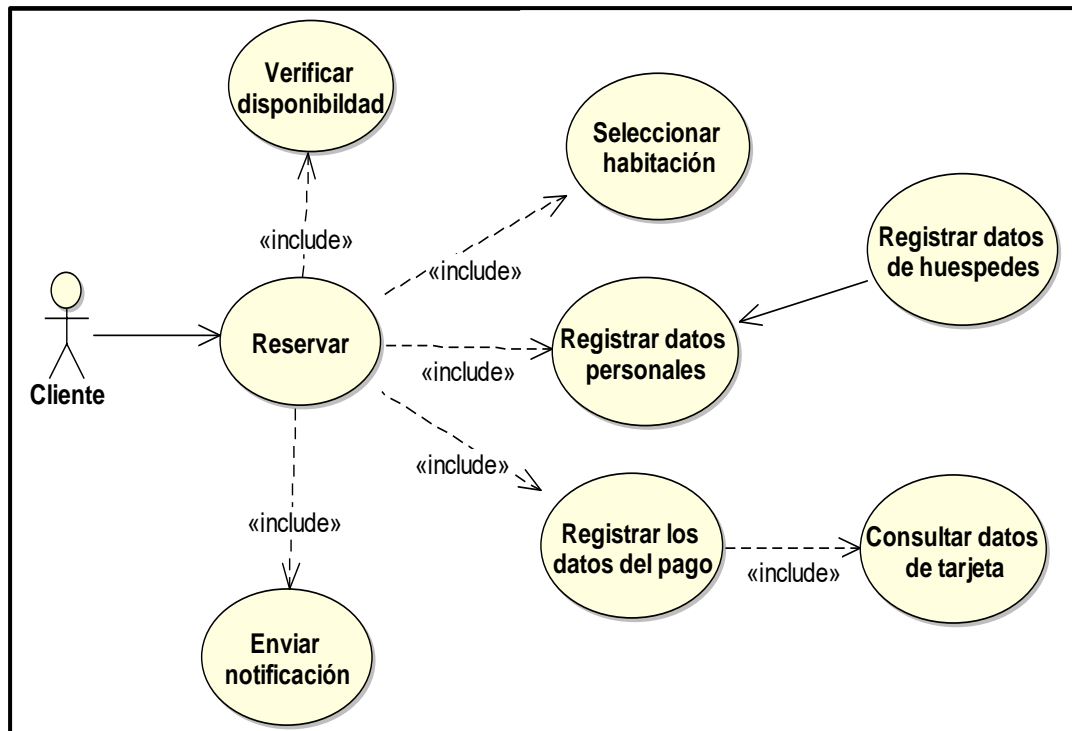 Verificar
disponibildad
Seleccionar
habitación
«include»
«include»
Registrar datos
de huespedes
Cliente
Reservar
«include»
Registrar datos
personales
«include»
«include»
Registrar los
datos del pago
«include»
Consultar datos
de tarjeta
Enviar
notificación